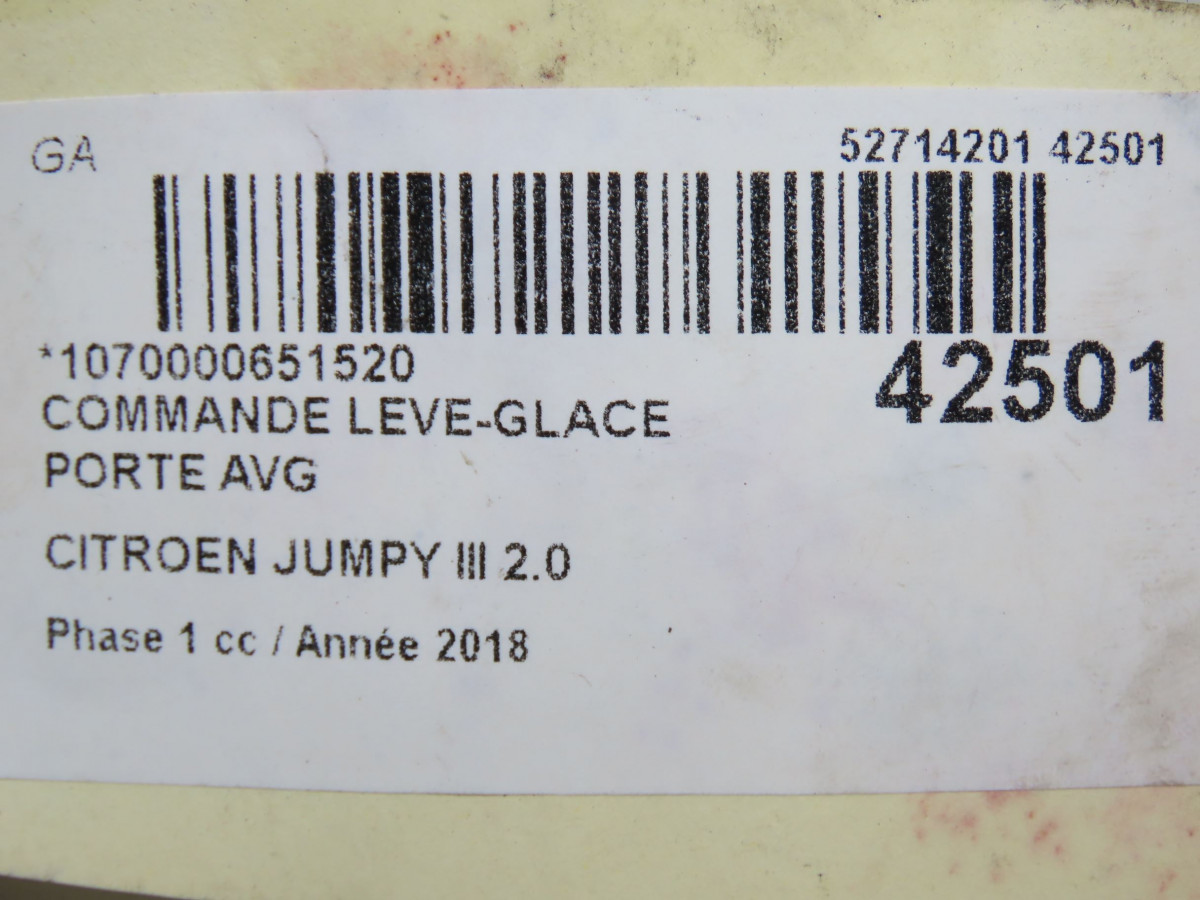 GA
52714201 42501
*1070000651520
42501
COMMANDE LEVE-GLACE
PORTE AVG
CITROEN JUMPY III 2.0
Phase 1 cc / Année 2018